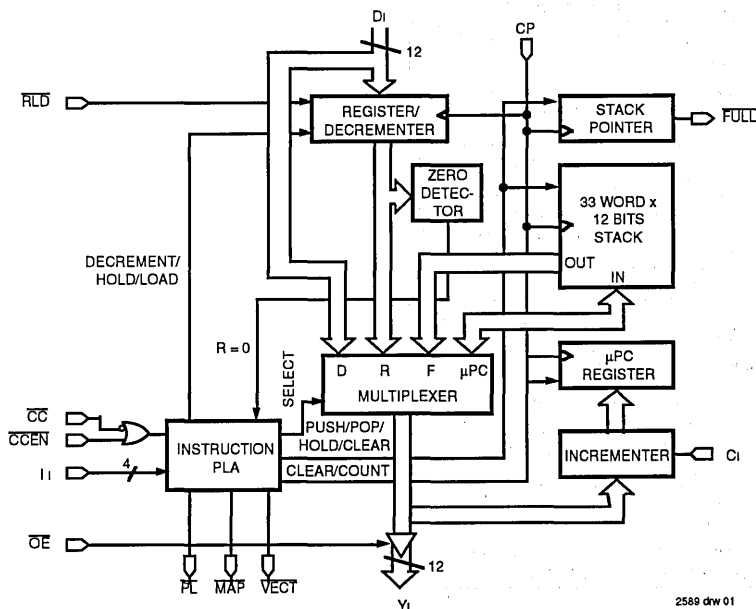 DI
12
CP
RLD
REGISTER/
DECREMENTER
STACK
POINTER
FULL
ZERO
DETEC-
TOR
33 WORD x
12 BITS
STACK
OUT
IN
DECREMENT/
HOLD/LOAD
R = 0
SELECT
D R F μPC
MULTIPLEXER
μPC
REGISTER
CC
CCEN
II
4
INSTRUCTION
PLA
PUSH/POP/
HOLD/CLEAR
CLEAR/COUNT
INCREMENTER
CI
OE
12
PL MAP VECT
YI
2589 drw 01